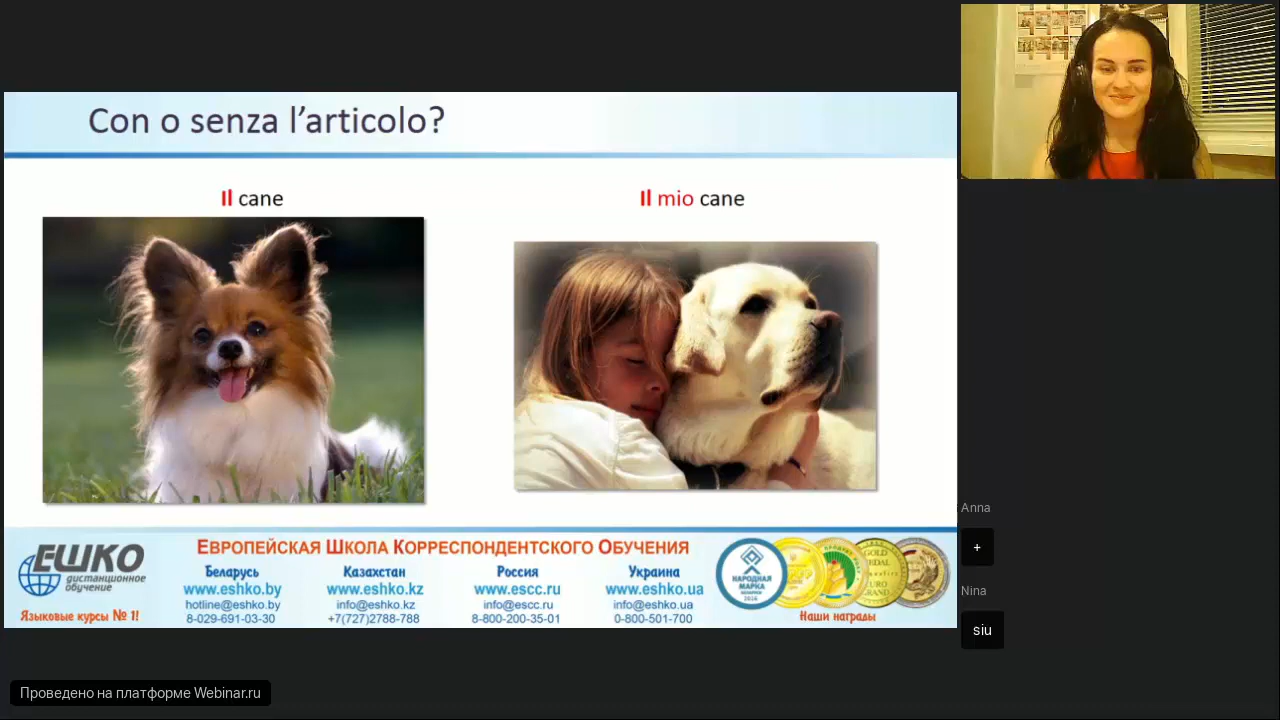 Con o senza l’articolo?
Il cane
Il mio cane
ЕШКО
дистанционное
обучение
Языковые курсы № 1!
Европейская Школа Корреспондентского Обучения
Беларусь
www.eshko.by
hotline@eshko.by
8-029-691-03-30
Казахстан
www.eshko.kz
info@eshko.kz
+7(727)2788-788
Россия
www.escc.ru
info@escc.ru
8-800-200-35-01
Украина
www.eshko.ua
info@eshko.ua
0-800-501-700
НАРОДНАЯ
МАРКА
GOLD
MEDAL
EURO
GRAND
Наши награды
Anna
+
Nina
siu
Проведено на платформе Webinar.ru